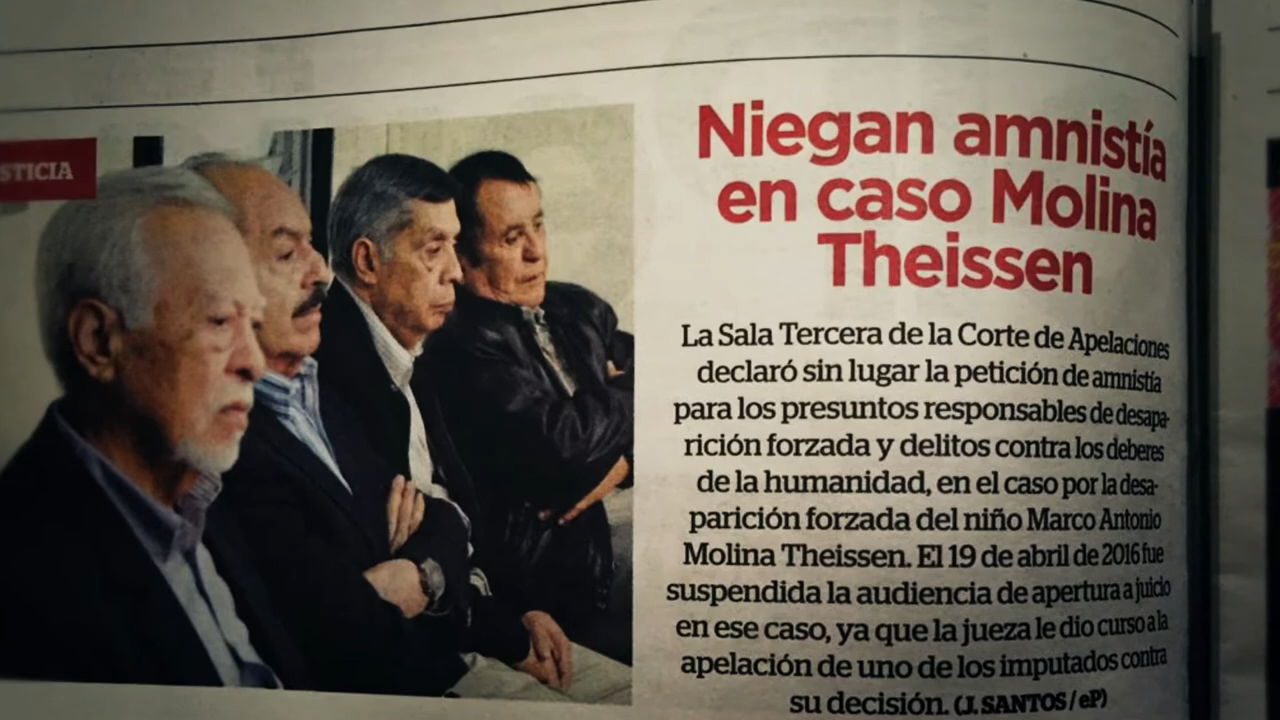 STICIA
Niegan amnistía
en caso Molina
Theissen
La Sala Tercera de la Corte de Apelaciones
declaró sin lugar la petición de amnistía
para los presuntos responsables de desapa-
rición forzada y delitos contra los deberes
de la humanidad, en el caso por la desa-
parición forzada del niño Marco Antonio
Molina Theissen. El 19 de abril de 2016 fue
suspendida la audiencia de apertura a juicio
en ese caso, ya que la jueza le dio curso a la
apelación de uno de los imputados contra
su decisión. (J. SANTOS / eP)